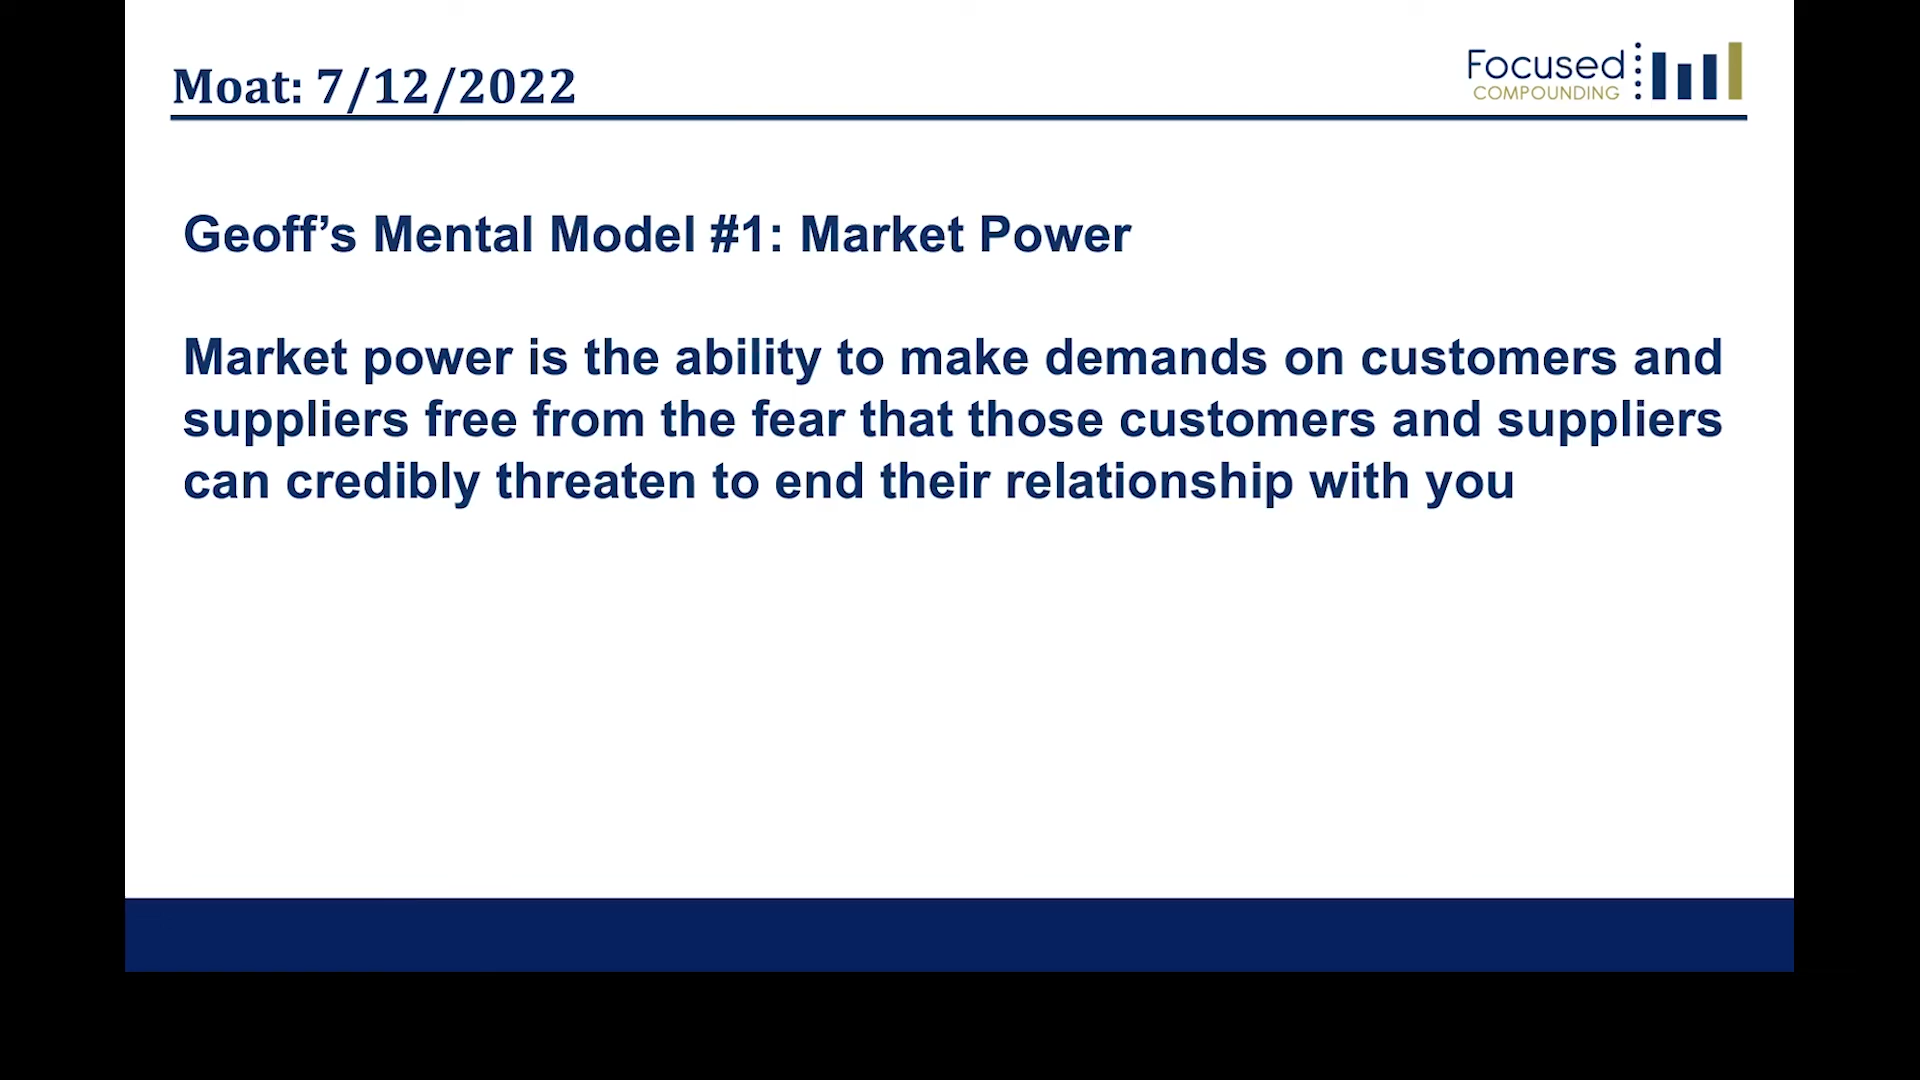 Moat: 7/12/2022
Focused
COMPOUNDING
Geoff’s Mental Model #1: Market Power
Market power is the ability to make demands on customers and
suppliers free from the fear that those customers and suppliers
can credibly threaten to end their relationship with you